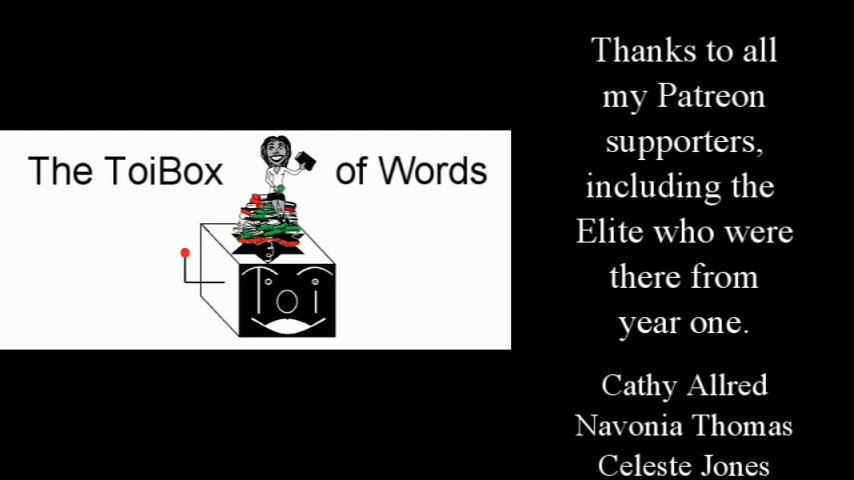 The ToiBox of Words
Toi
Thanks to all
my Patreon
supporters,
including the
Elite who were
there from
year one.
Cathy Allred
Navonia Thomas
Celeste Jones